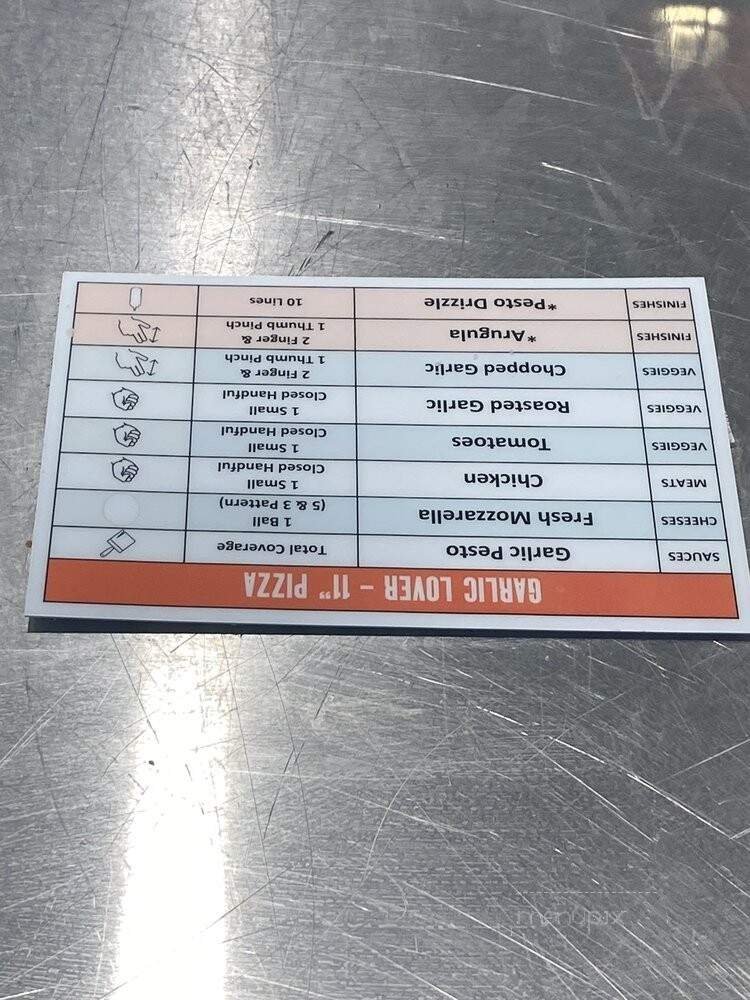 GARLIC LOVER – 11” PIZZA
SAUCES Garlic Pesto Total Coverage
CHEESES Fresh Mozzarella 1 Ball
(5 & 3 Pattern)
MEATS Chicken 1 Small
Closed Handful
VEGGIES Tomatoes 1 Small
Closed Handful
VEGGIES Roasted Garlic 1 Small
Closed Handful
VEGGIES Chopped Garlic 2 Finger &
1 Thumb Pinch
FINISHES *Arugula 2 Finger &
1 Thumb Pinch
FINISHES *Pesto Drizzle 10 Lines
menupix